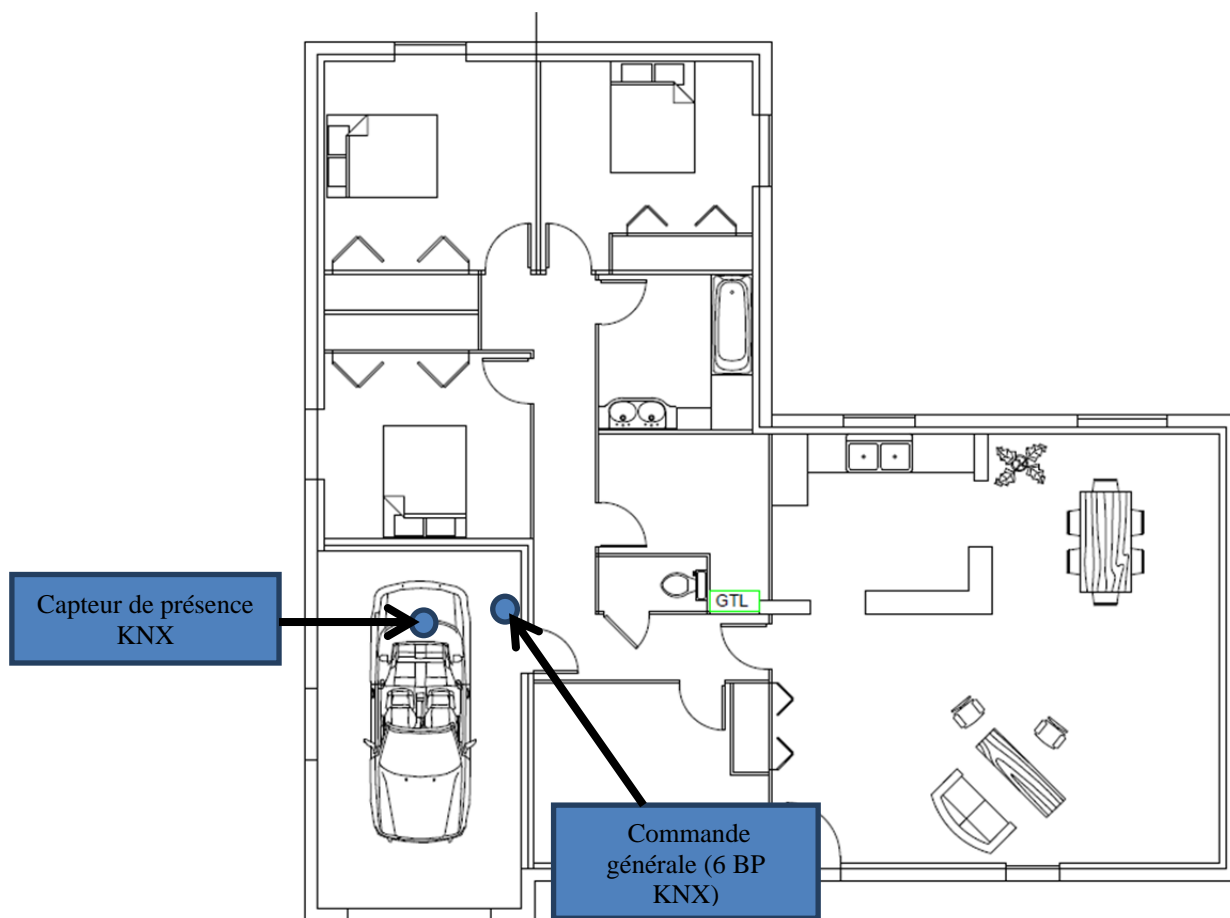 Capteur de présence
KNX
GTL
Commande
générale (6 BP
KNX)